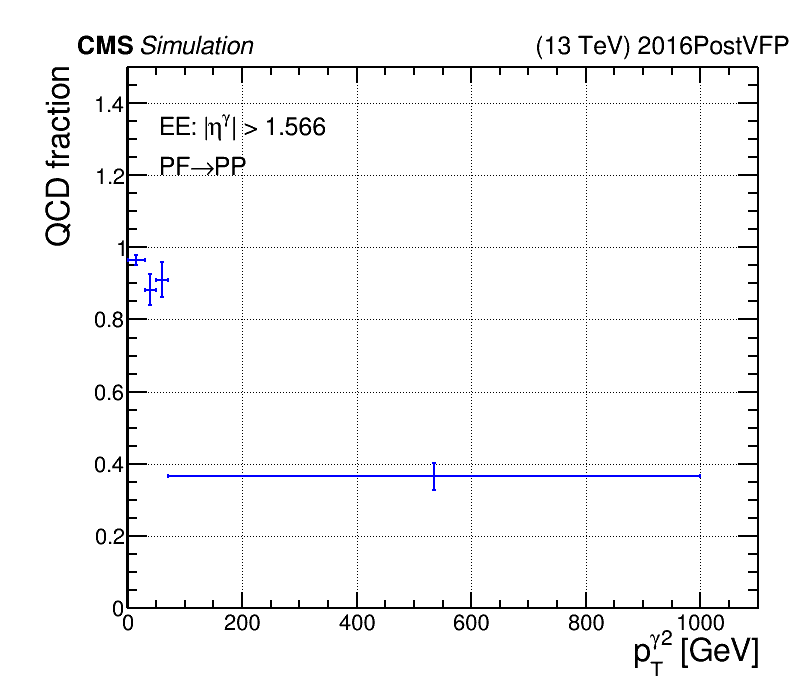 CMS Simulation (13 TeV) 2016PostVFP
QCD fraction
EE: |η^γ| > 1.566
PF→PP
1.4
1.2
1
0.8
0.6
0.4
0.2
0
0 200 400 600 800 1000
p_T^γ2 [GeV]